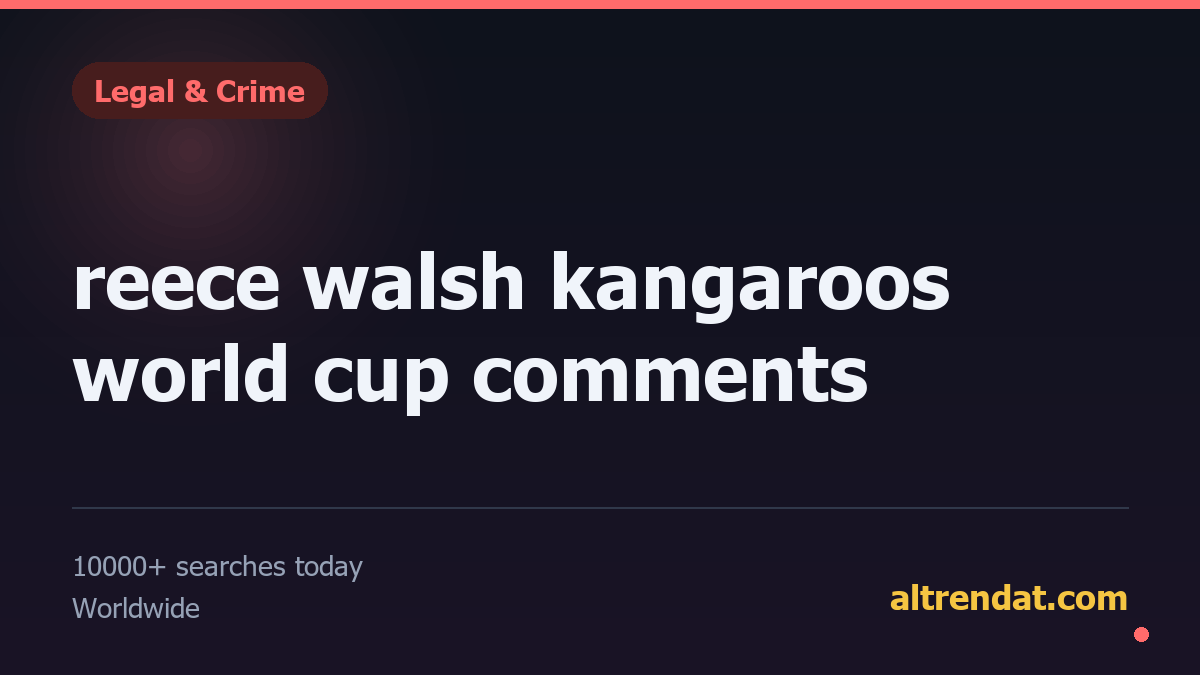 Legal & Crime
reece walsh kangaroos
world cup comments
10000+ searches today
Worldwide
altrendat.com